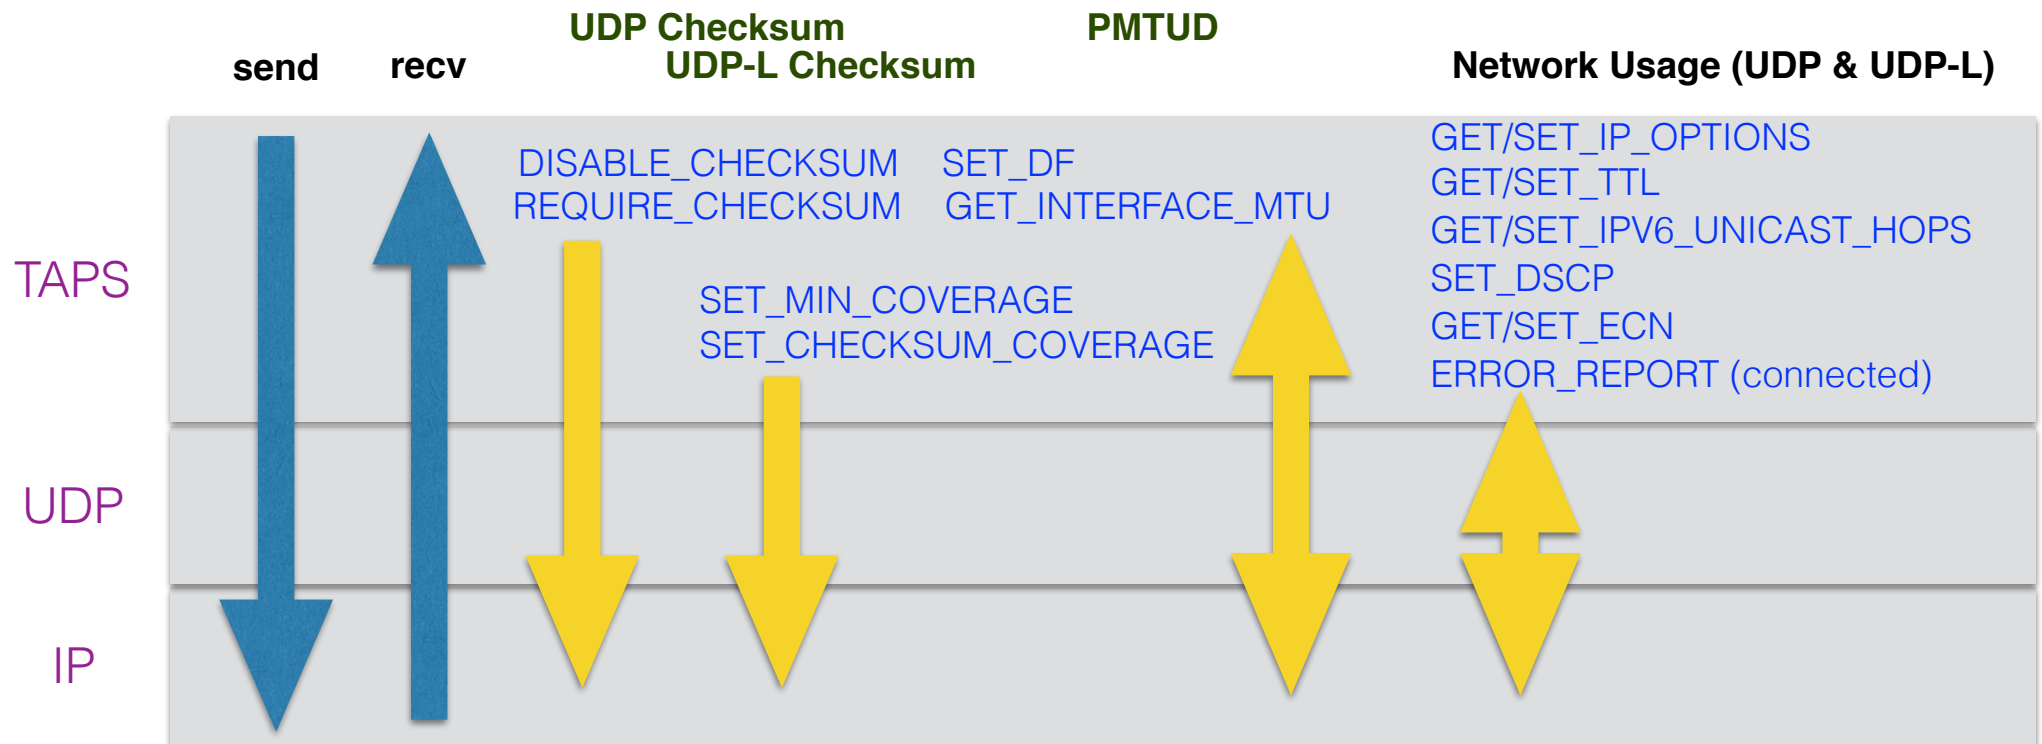 UDP Checksum
PMTUD
send
recv
UDP-L Checksum
Network Usage (UDP & UDP-L)
DISABLE_CHECKSUM
REQUIRE_CHECKSUM
SET_DF
GET_INTERFACE_MTU
SET_MIN_COVERAGE
SET_CHECKSUM_COVERAGE
GET/SET_IP_OPTIONS
GET/SET_TTL
GET/SET_IPV6_UNICAST_HOPS
SET_DSCP
GET/SET_ECN
ERROR_REPORT (connected)
TAPS
UDP
IP